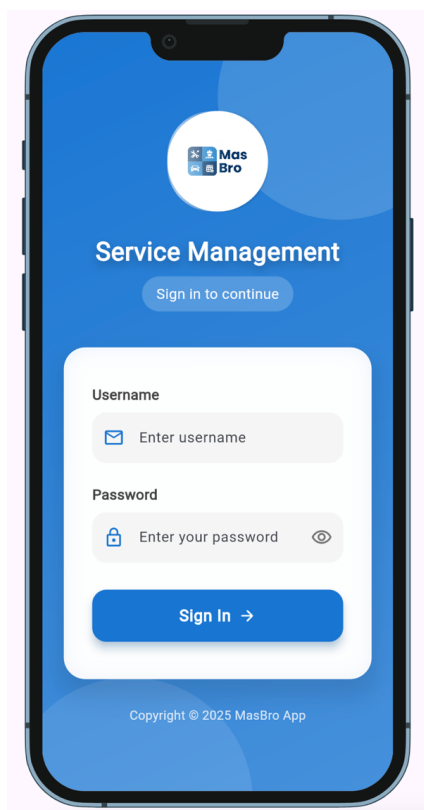 Mas
Bro
Service Management
Sign in to continue
Username
Enter username
Password
Enter your password
Sign In →
Copyright © 2025 MasBro App